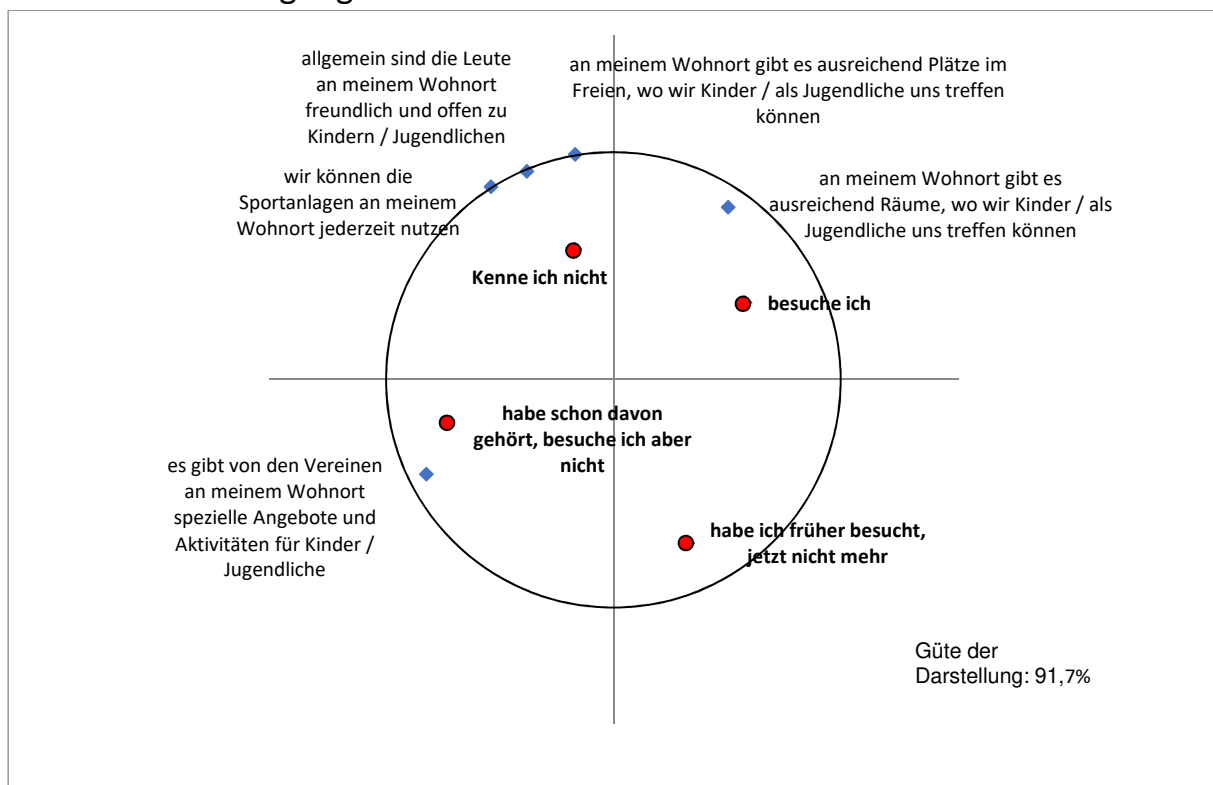 allgemein sind die Leute
an meinem Wohnort
freundlich und offen zu
Kindern / Jugendlichen
an meinem Wohnort gibt es ausreichend Plätze im
Freien, wo wir Kinder / als Jugendliche uns treffen
können
wir können die
Sportanlagen an meinem
Wohnort jederzeit nutzen
an meinem Wohnort gibt es
ausreichend Räume, wo wir Kinder / als
Jugendliche uns treffen können
Kenne ich nicht
besuche ich
habe schon davon
gehört, besuche ich aber
nicht
es gibt von den Vereinen
an meinem Wohnort
spezielle Angebote und
Aktivitäten für Kinder /
Jugendliche
habe ich früher besucht,
jetzt nicht mehr
Güte der
Darstellung: 91,7%